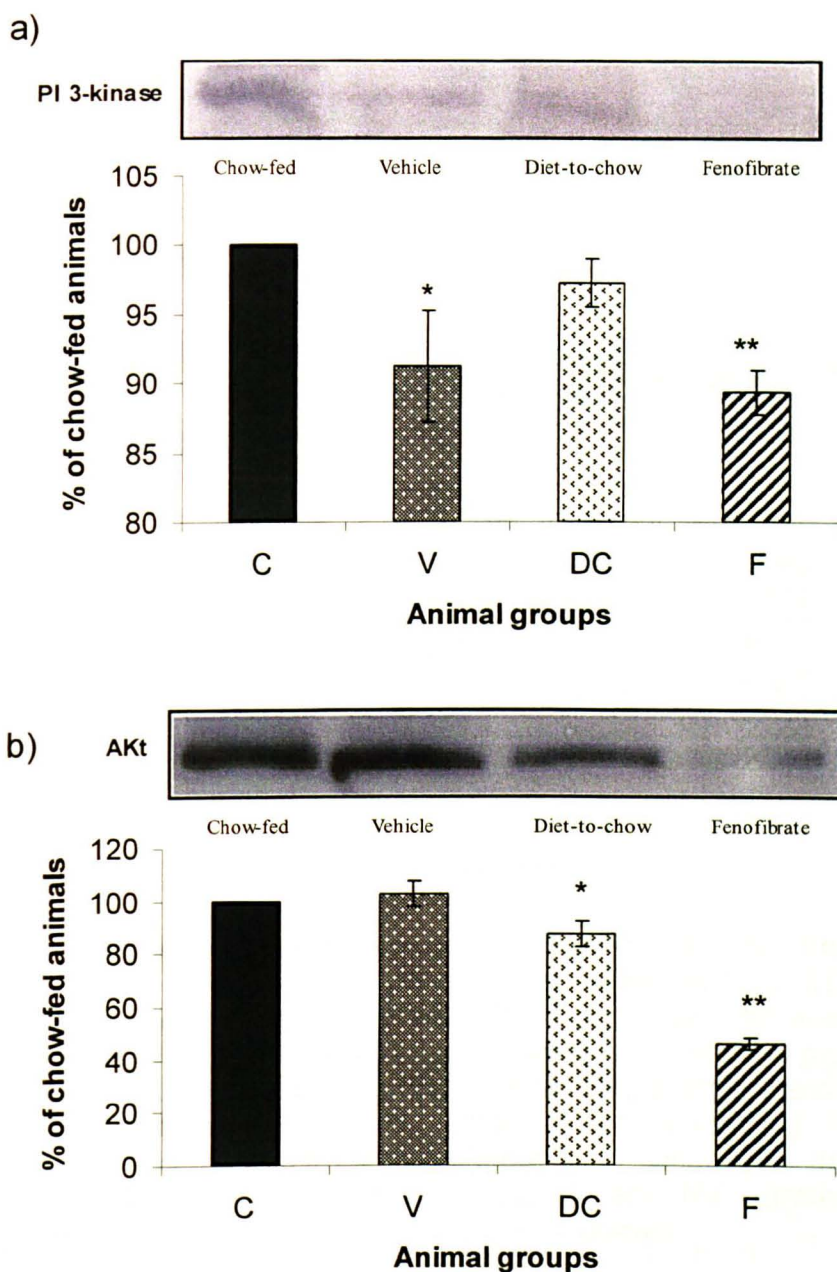 a)
PI 3-kinase
Chow-fed Vehicle Diet-to-chow Fenofibrate
% of chow-fed animals
105
100
95
90
85
80
*
**
C V DC F
Animal groups
b)
AKt
Chow-fed Vehicle Diet-to-chow Fenofibrate
% of chow-fed animals
120
100
80
60
40
20
0
*
**
C V DC F
Animal groups